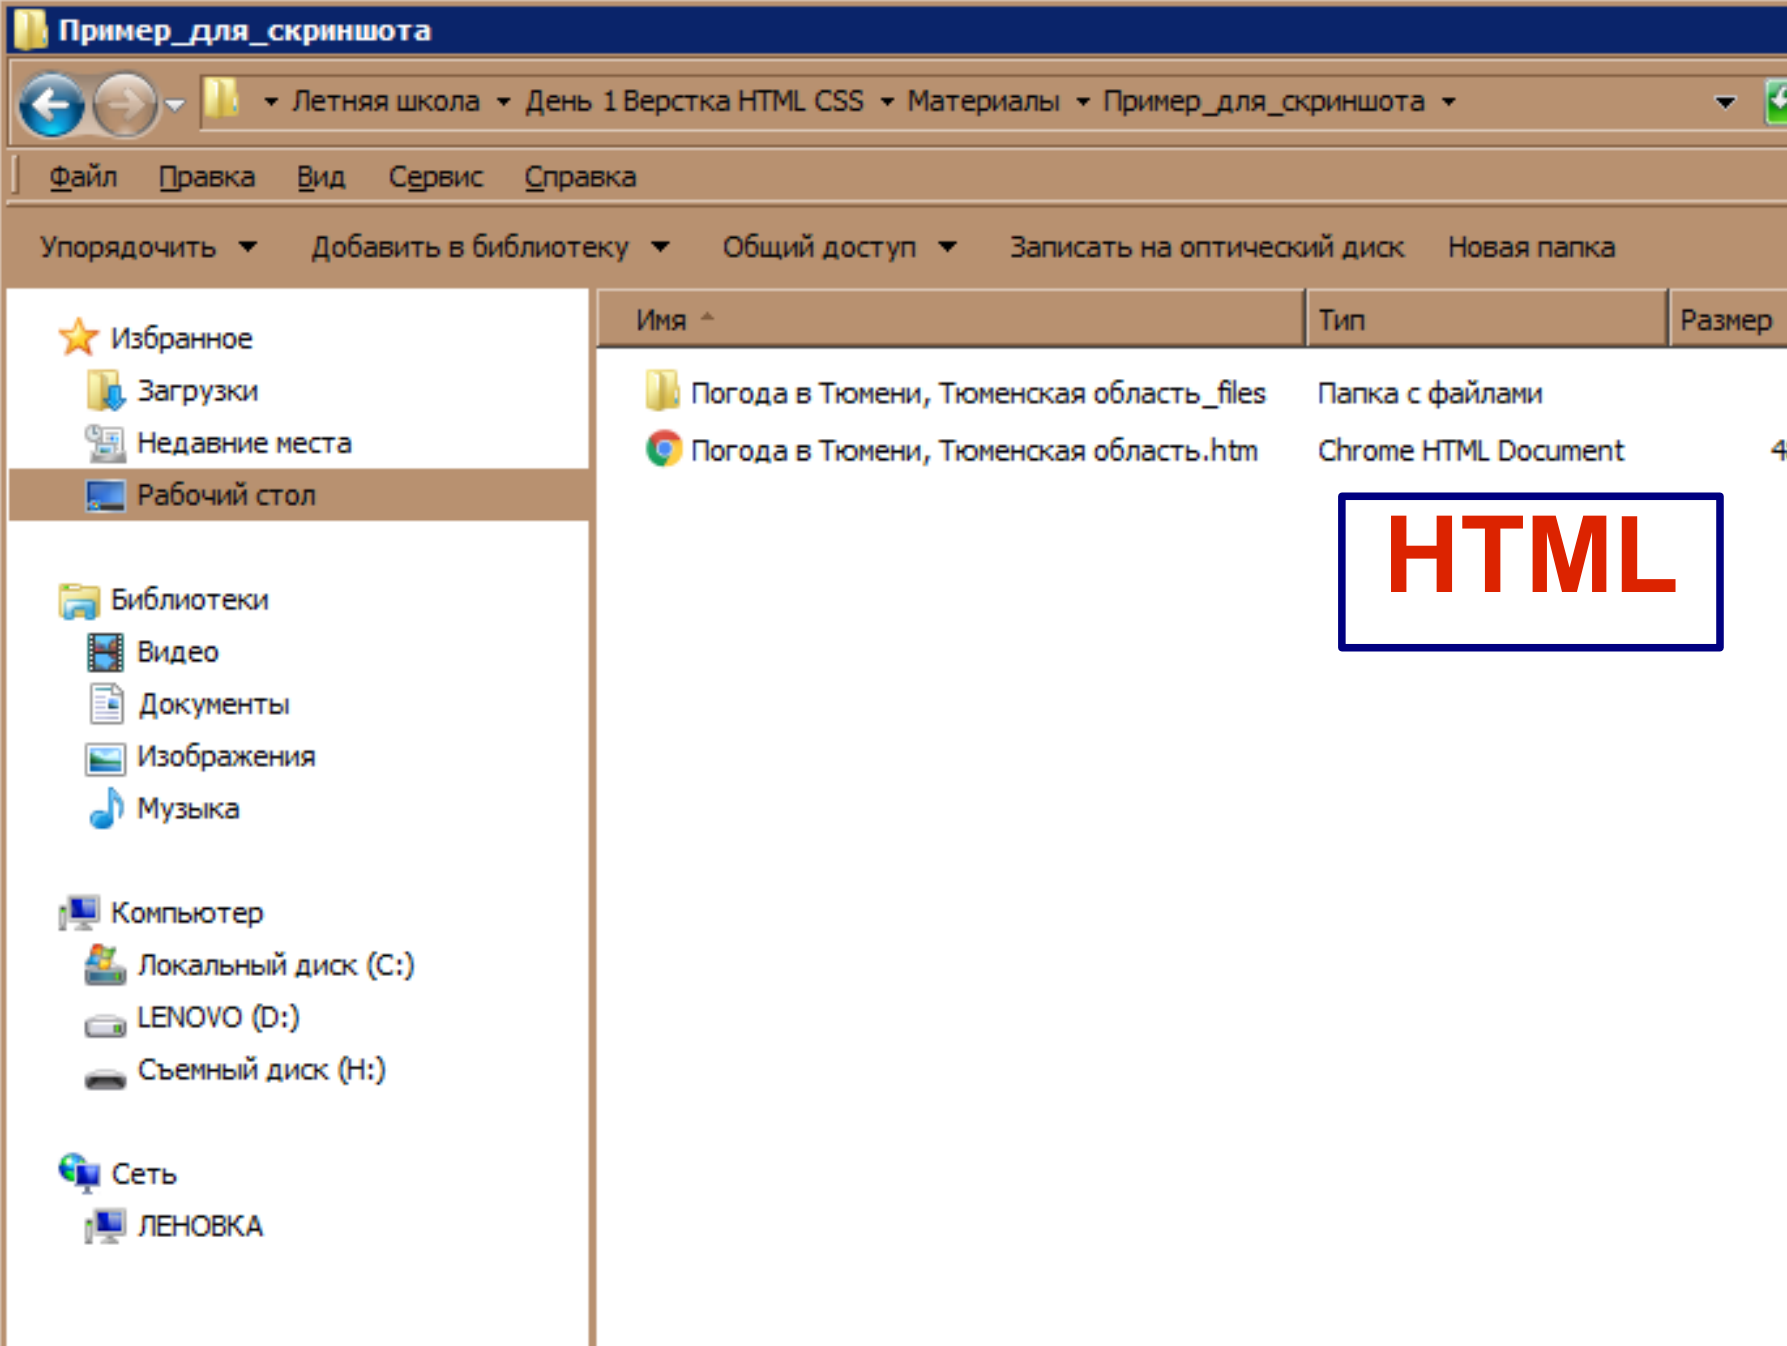 Пример_для_скриншота
Летняя школа День 1 Верстка HTML CSS Материалы Пример_для_скриншота
Файл Правка Вид Сервис Справка
Упорядочить Добавить в библиотеку Общий доступ Записать на оптический диск Новая папка
Имя Тип Размер
Погода в Тюмени, Тюменская область_files Папка с файлами
Погода в Тюмени, Тюменская область.htm Chrome HTML Document
HTML
Избранное
Загрузки
Недавние места
Рабочий стол
Библиотеки
Видео
Документы
Изображения
Музыка
Компьютер
Локальный диск (C:)
LENOVO (D:)
Съемный диск (H:)
Сеть
ЛЕНОВКА